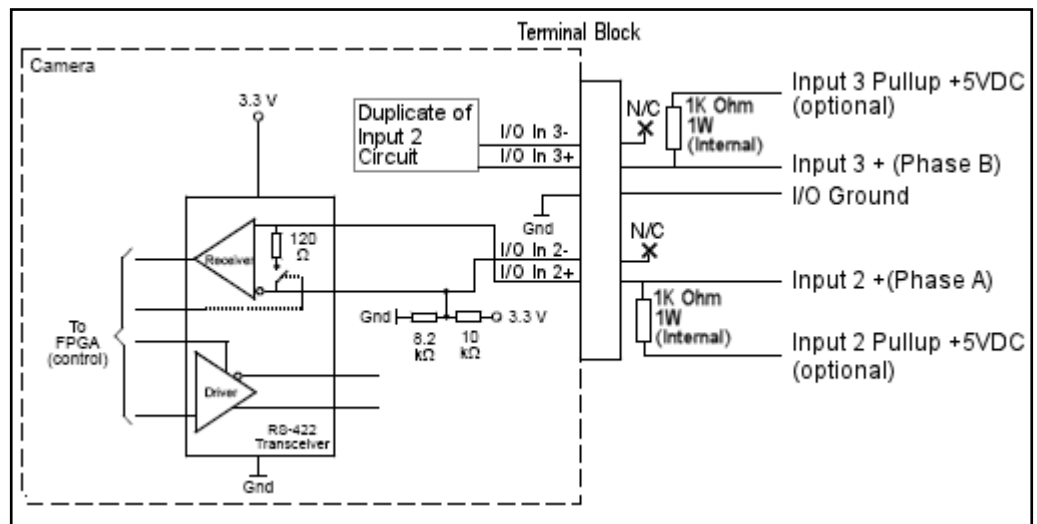 Terminal Block
Camera
3.3 V
Duplicate of
Input 2
Circuit
I/O In 3-
I/O In 3+
N/C
1K Ohm
1W
(Internal)
Input 3 Pullup +5VDC
(optional)
Input 3 + (Phase B)
I/O Ground
Gnd
N/C
120
Ω
Receiver
I/O In 2-
I/O In 2+
Input 2 +(Phase A)
1K Ohm
1W
(Internal)
Gnd
8.2
kΩ
10
kΩ
3.3 V
Input 2 Pullup +5VDC
(optional)
To
FPGA
(control)
Driver
RS-422
Transceiver
Gnd